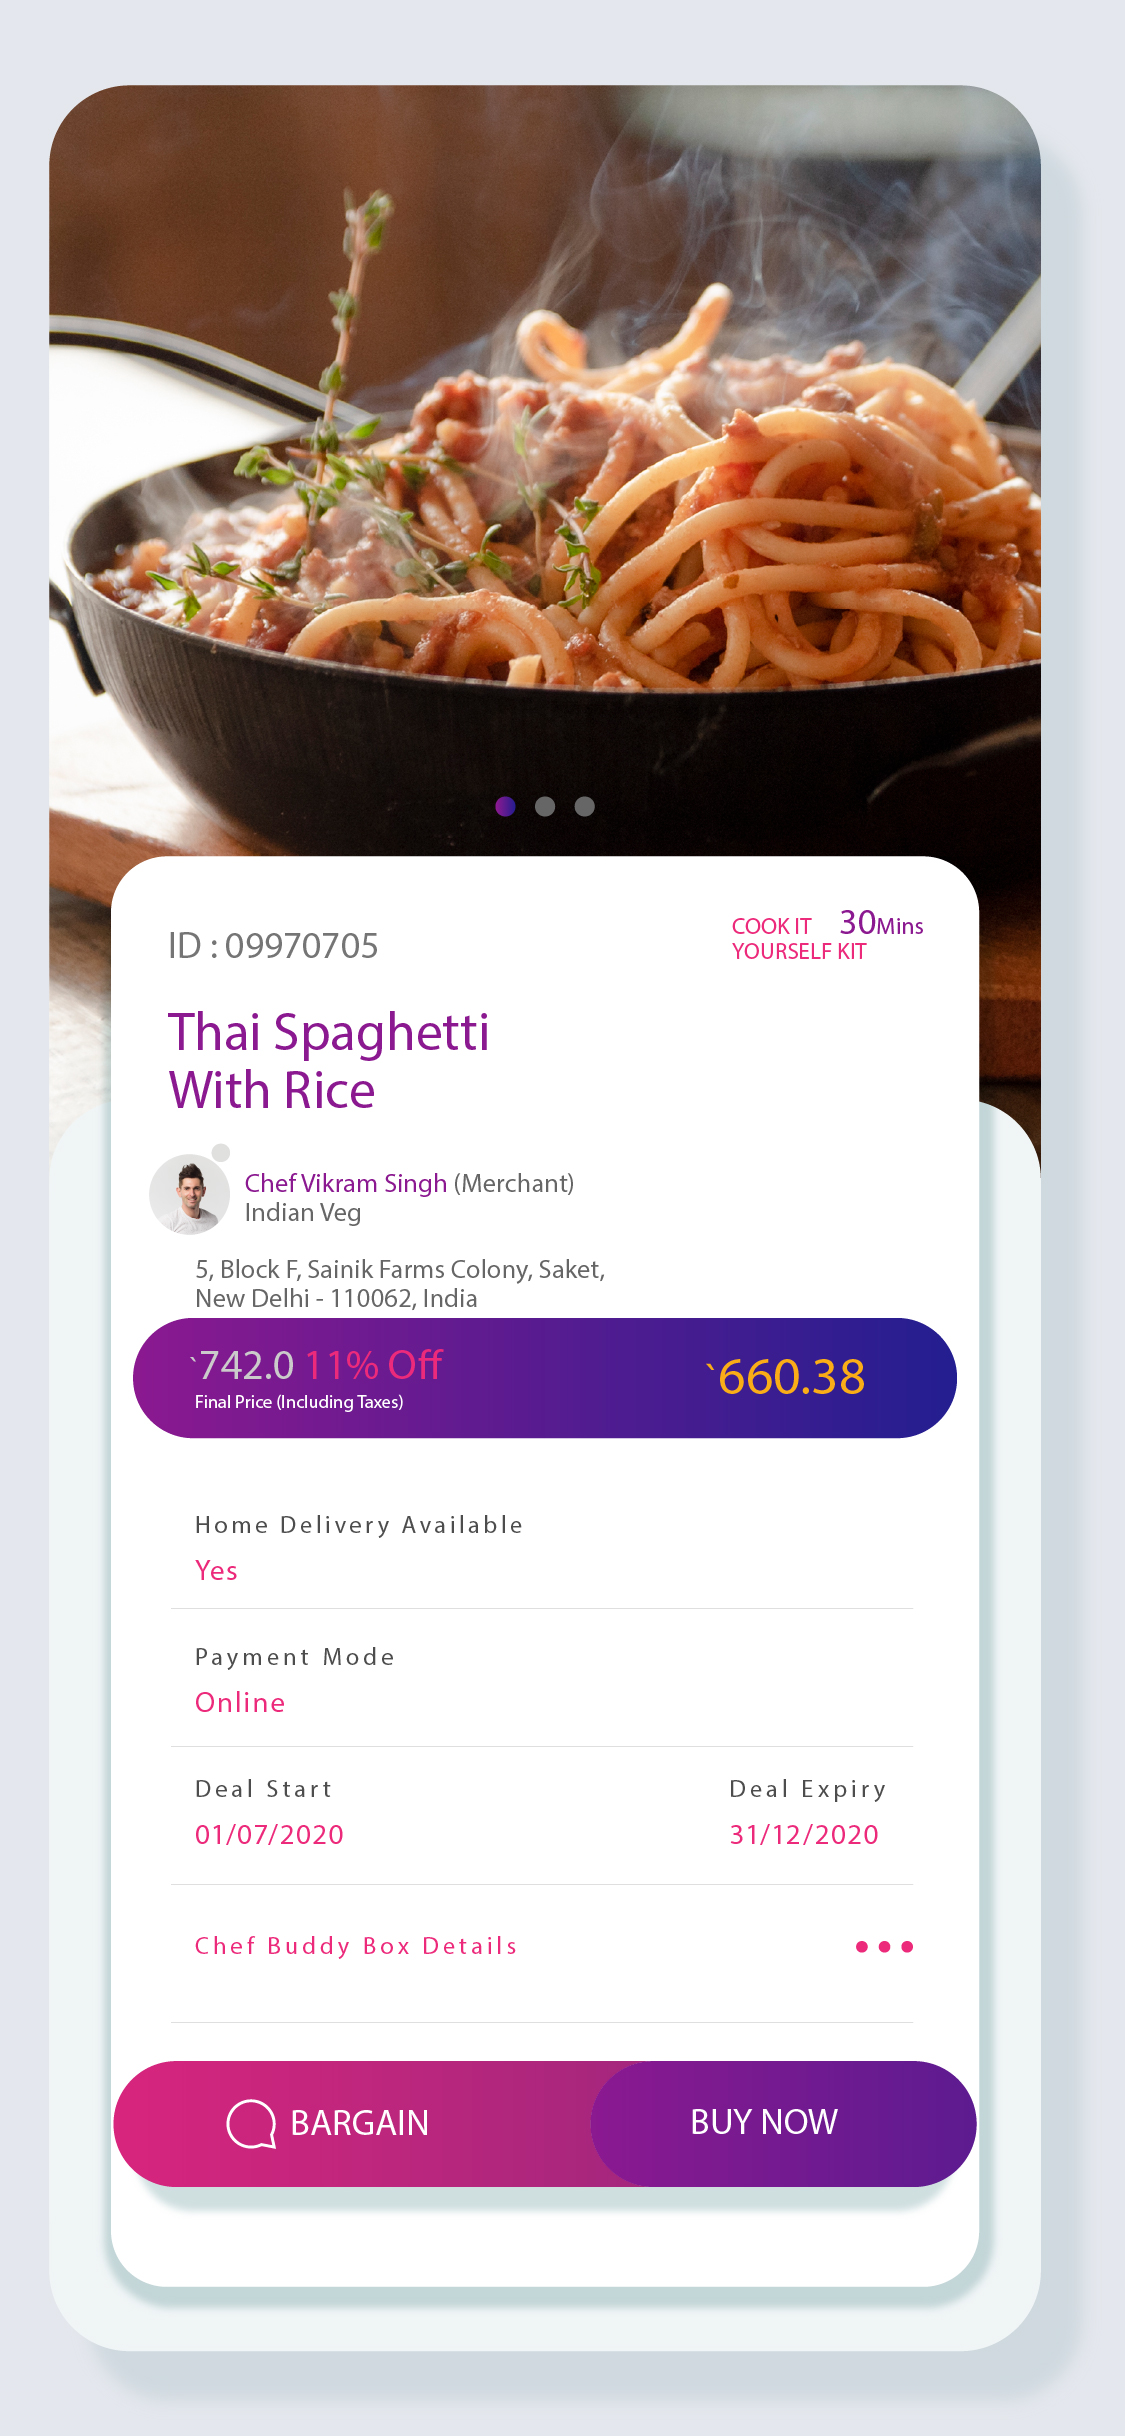 ID : 09970705
COOK IT 30Mins
YOURSELF KIT
Thai Spaghetti
With Rice
Chef Vikram Singh (Merchant)
Indian Veg
5, Block F, Sainik Farms Colony, Saket,
New Delhi - 110062, India
`742.0 11% Off
Final Price (Including Taxes)
`660.38
Home Delivery Available
Yes
Payment Mode
Online
Deal Start
01/07/2020
Deal Expiry
31/12/2020
Chef Buddy Box Details
BARGAIN
BUY NOW